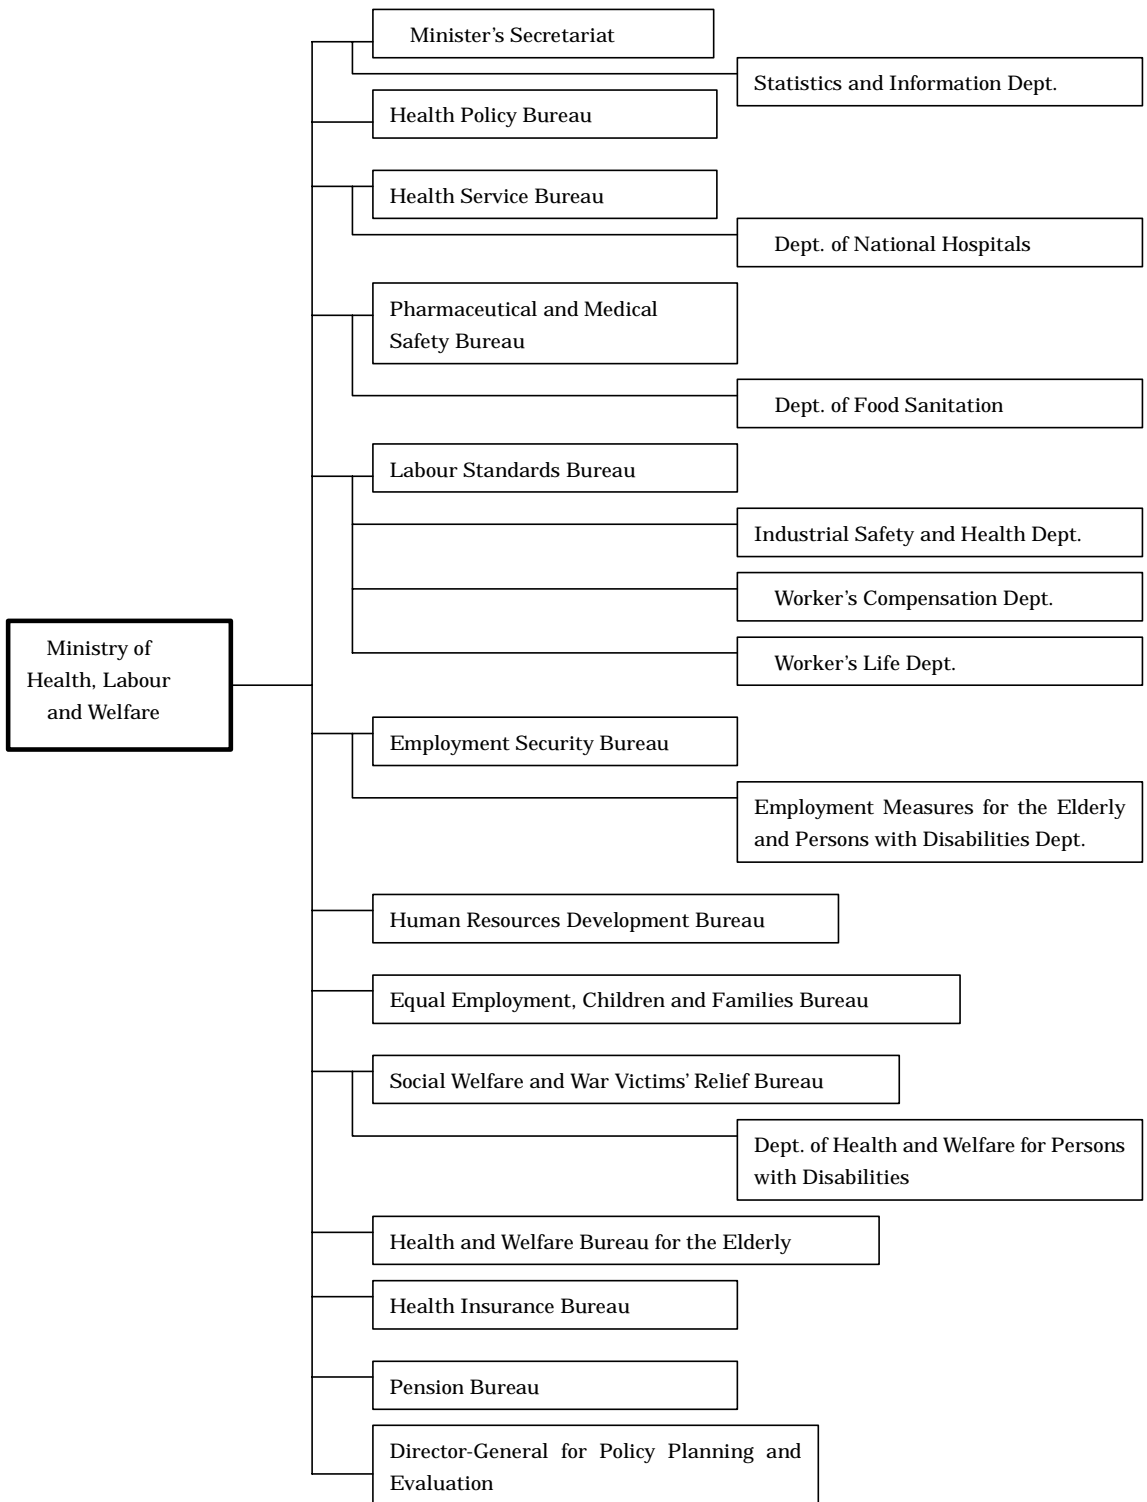 Minister’s Secretariat
Statistics and Information Dept.
Health Policy Bureau
Health Service Bureau
Dept. of National Hospitals
Pharmaceutical and Medical
Safety Bureau
Dept. of Food Sanitation
Labour Standards Bureau
Industrial Safety and Health Dept.
Worker’s Compensation Dept.
Worker’s Life Dept.
Ministry of
Health, Labour
and Welfare
Employment Security Bureau
Employment Measures for the Elderly
and Persons with Disabilities Dept.
Human Resources Development Bureau
Equal Employment, Children and Families Bureau
Social Welfare and War Victims’ Relief Bureau
Dept. of Health and Welfare for Persons
with Disabilities
Health and Welfare Bureau for the Elderly
Health Insurance Bureau
Pension Bureau
Director-General for Policy Planning and
Evaluation